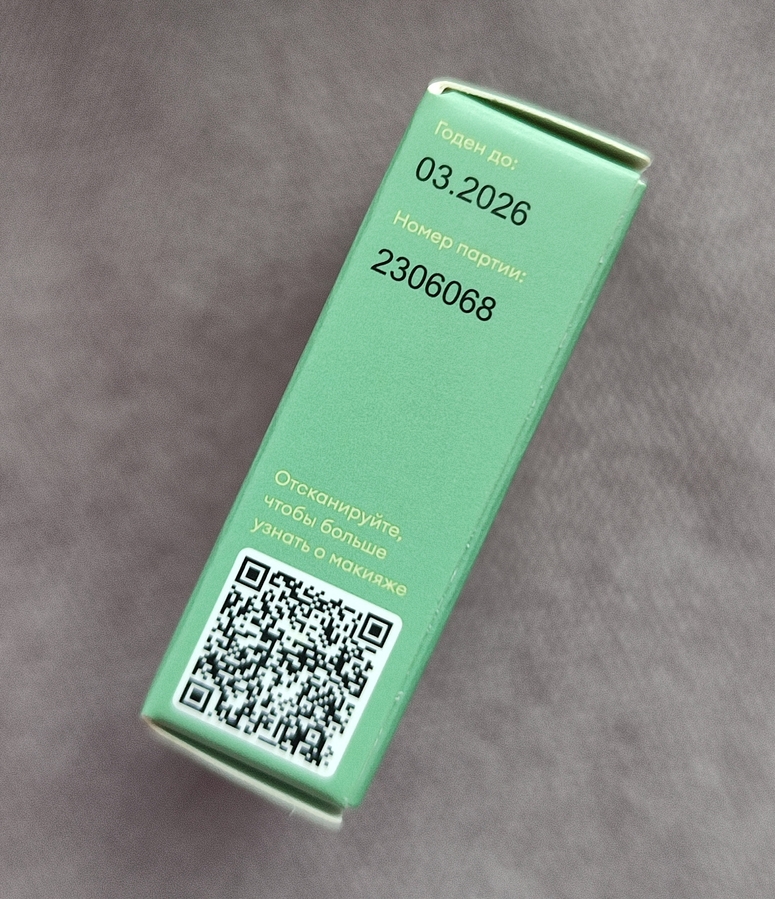 Годен до:
03.2026
Номер партии:
2306068
Отсканируйте,
чтобы больше
узнать о макияже